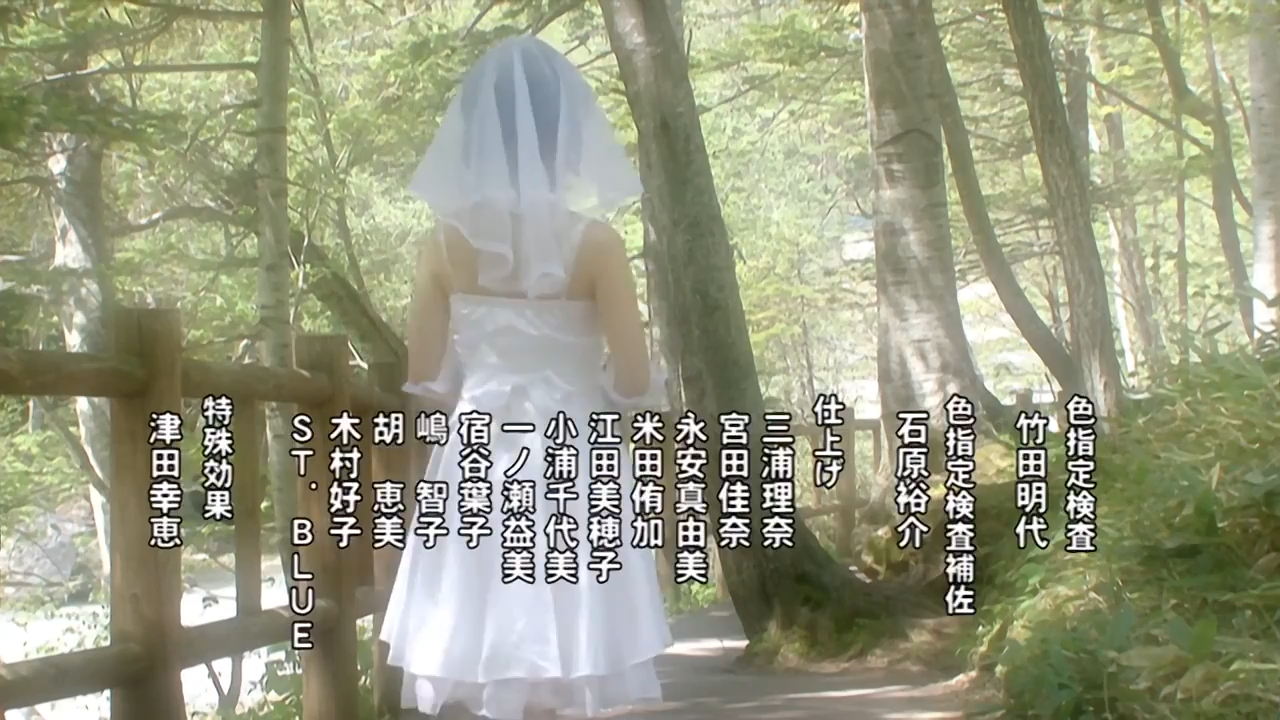 色指定検査
竹田明代
色指定検査補佐
石原裕介
仕上げ
三浦理奈
宮田佳奈
永安真由美
米田侑加
江田美穂子
小浦千代美
一ノ瀬益美
宿谷葉子
嶋 智子
胡 恵美
木村好子
ST. BLUE
特殊効果
津田幸恵